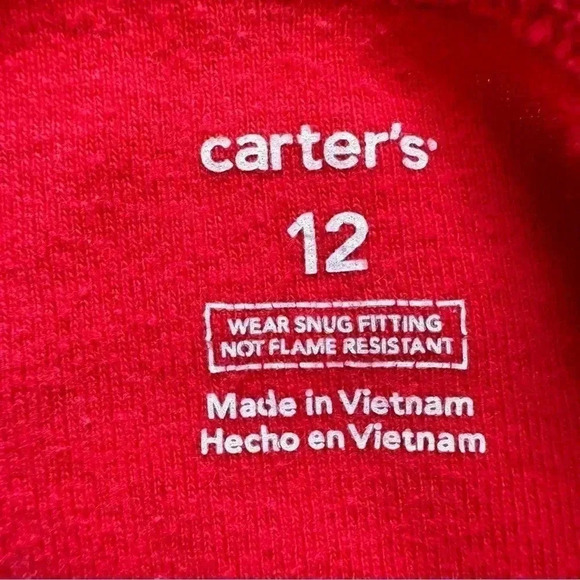 carter's
12
WEAR SNUG FITTING
NOT FLAME RESISTANT
Made in Vietnam
Hecho en Vietnam